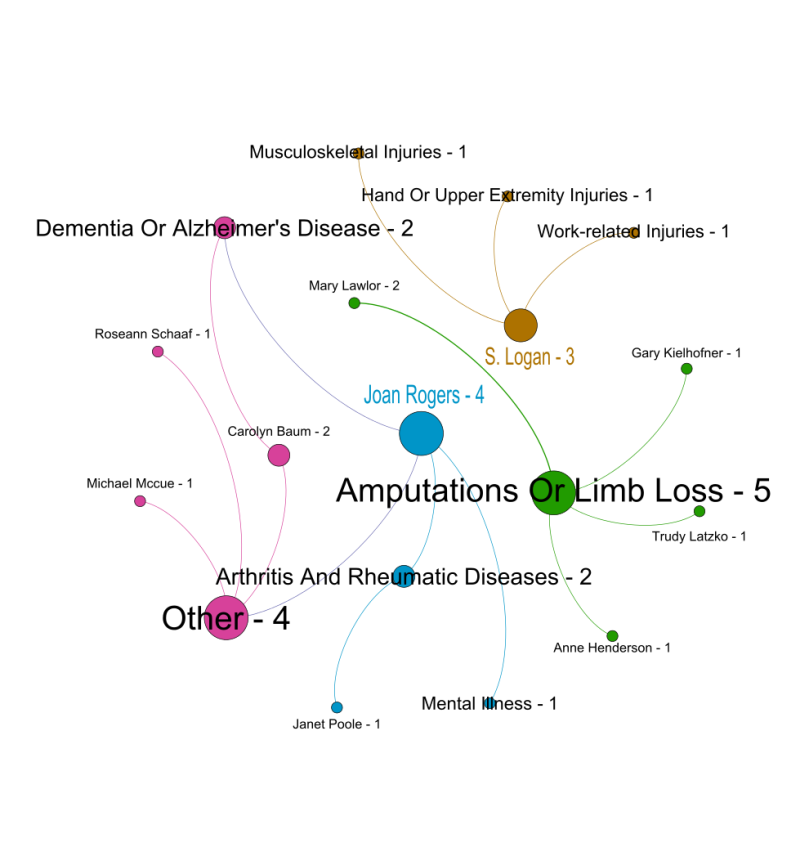 Musculoskeletal Injuries - 1
Hand Or Upper Extremity Injuries - 1
Dementia Or Alzheimer's Disease - 2
Work-related Injuries - 1
Mary Lawlor - 2
Roseann Schaaf - 1
S. Logan - 3
Gary Kielhofner - 1
Joan Rogers - 4
Carolyn Baum - 2
Michael Mccue - 1
Amputations Or Limb Loss - 5
Trudy Latzko - 1
Arthritis And Rheumatic Diseases - 2
Other - 4
Anne Henderson - 1
Mental Illness - 1
Janet Poole - 1